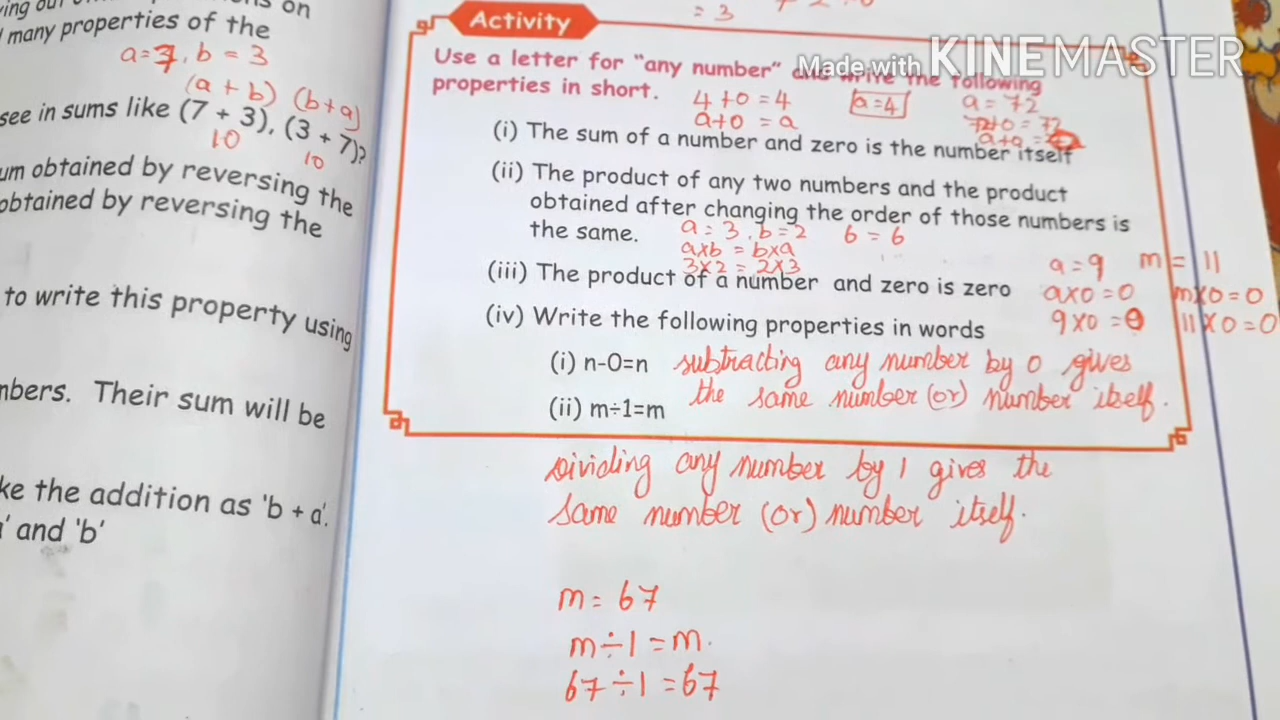 many properties of the
a=7, b = 3
(a + b) (b+a)
see in sums like (7 + 3), (3 + 7)?
10 10
um obtained by reversing the
obtained by reversing the
to write this property using
nbers. Their sum will be
ke the addition as 'b + a'.
and 'b'
= 3
Activity
Made with KINEMASTER
Use a letter for "any number" and write the following
properties in short.
4+0 = 4
a+0 = a
a=4
a = 72
72+0 = 72
(i) The sum of a number and zero is the number itself
(ii) The product of any two numbers and the product
obtained after changing the order of those numbers is
the same.
a = 3, b = 2 6 = 6
a×b = b×a
3×2 = 2×3
(iii) The product of a number and zero is zero
a = 9 m = 11
a×0 = 0 m×0 = 0
9×0 = 0 11×0 = 0
(iv) Write the following properties in words
(i) n-0=n subtracting any number by 0 gives
the same number (or) number itself.
(ii) m÷1=m
Dividing any number by 1 gives the
same number (or) number itself.
m = 67
m÷1 = m.
67÷1 = 67